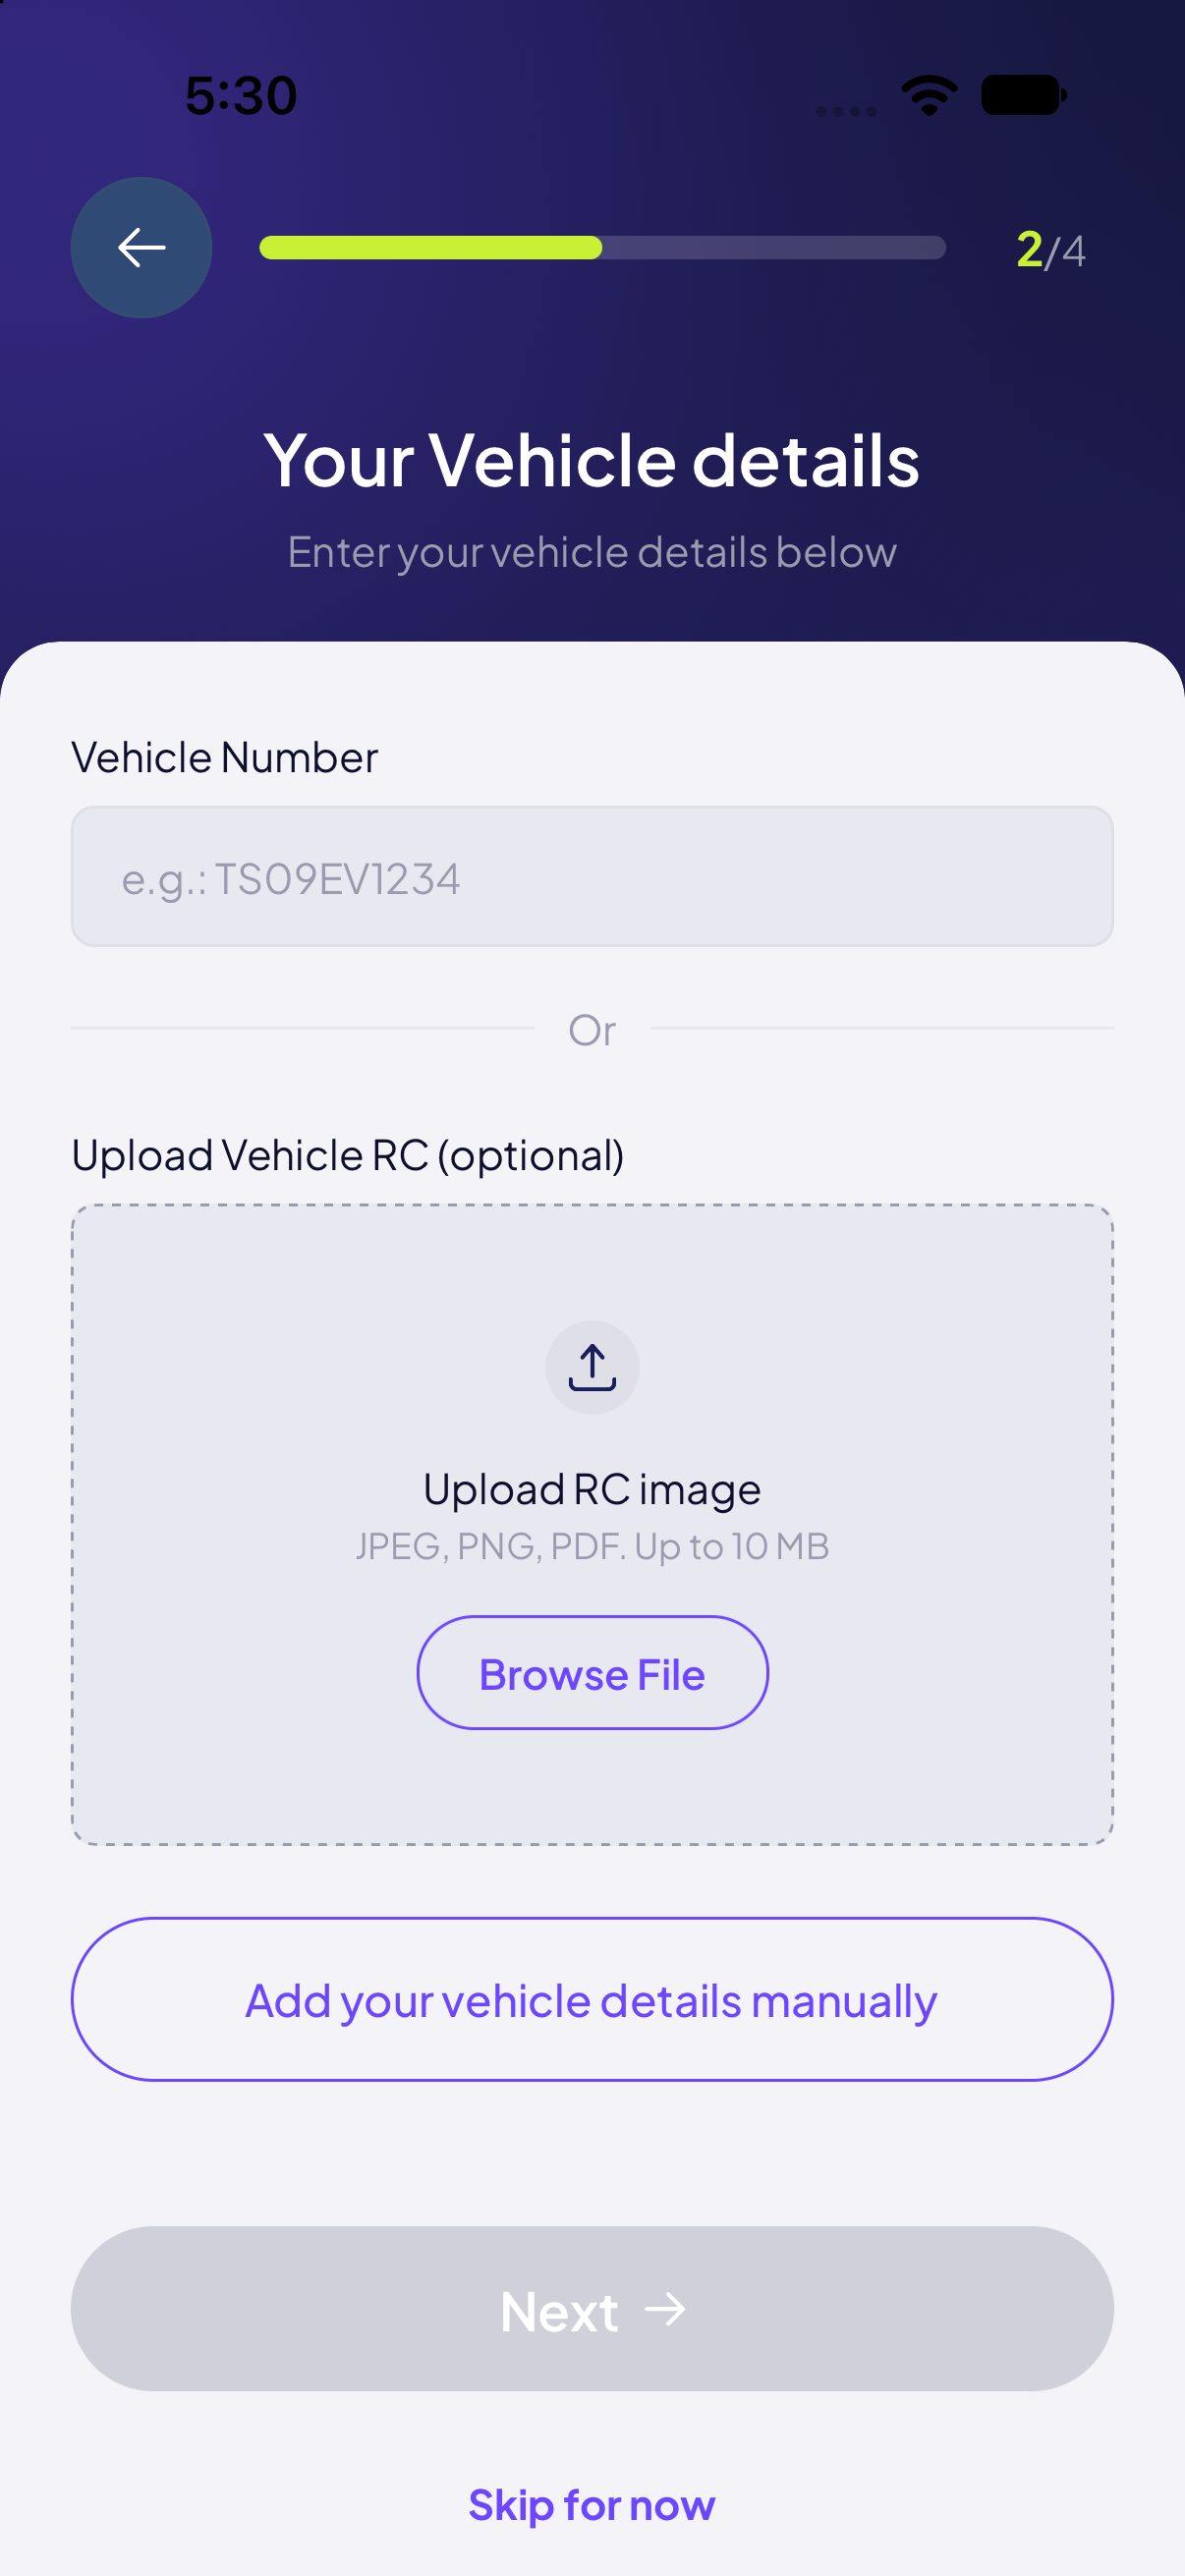 5:30
2/4
Your Vehicle details
Enter your vehicle details below
Vehicle Number
e.g.: TS09EV1234
Or
Upload Vehicle RC (optional)
Upload RC image
JPEG, PNG, PDF. Up to 10 MB
Browse File
Add your vehicle details manually
Next
Skip for now